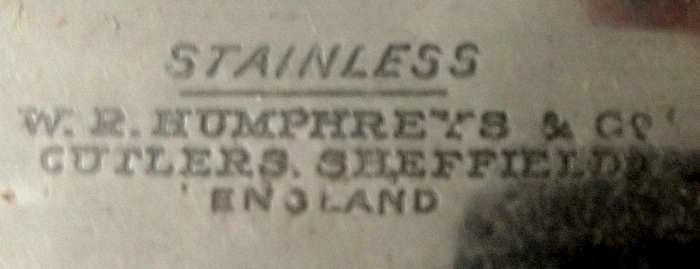 STAINLESS
W. R. HUMPHREYS & Co
CUTLERS. SHEFFIELD
ENGLAND